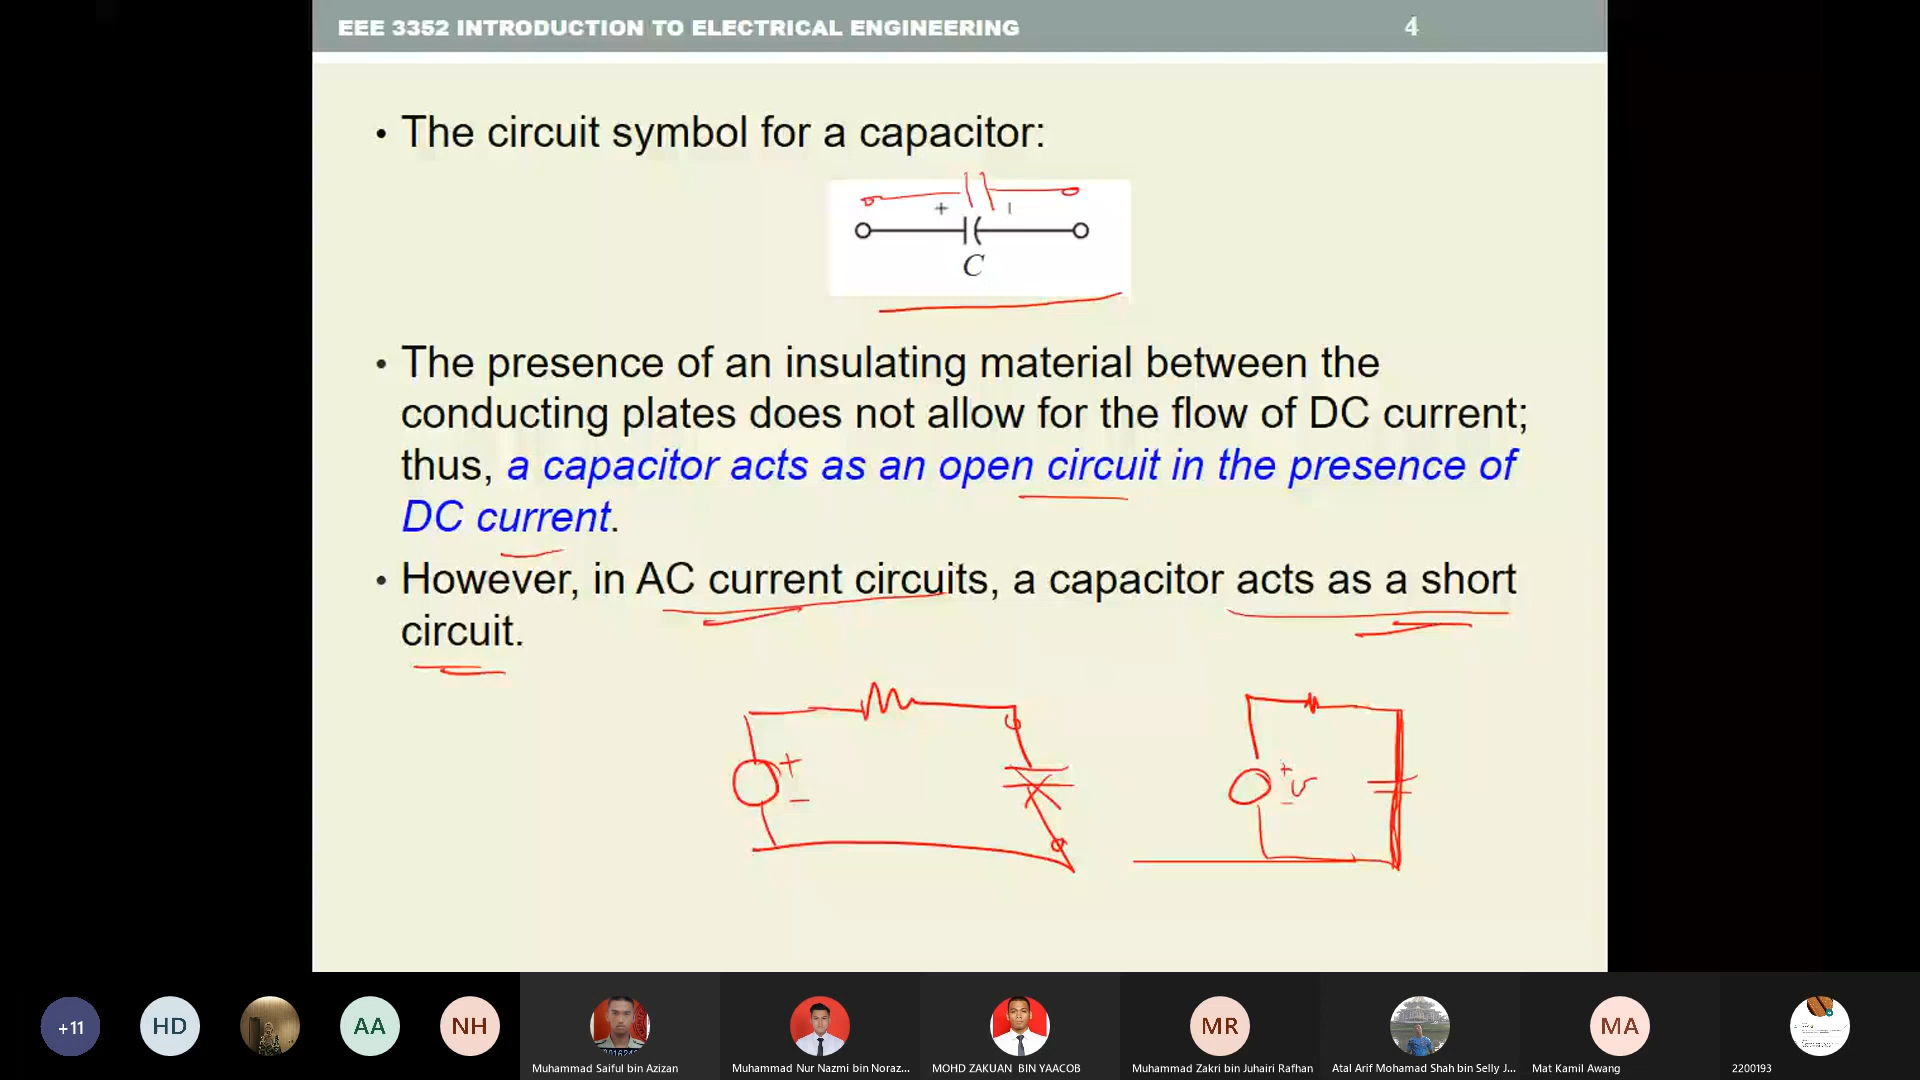 EEE 3352 INTRODUCTION TO ELECTRICAL ENGINEERING 4
• The circuit symbol for a capacitor:
+
C
• The presence of an insulating material between the
conducting plates does not allow for the flow of DC current;
thus, a capacitor acts as an open circuit in the presence of
DC current.
• However, in AC current circuits, a capacitor acts as a short
circuit.
+
−
+
v
−
+11
HD
AA
NH
MR
MA
Muhammad Saiful bin Azizan
Muhammad Nur Nazmi bin Noraz...
MOHD ZAKUAN BIN YAACOB
Muhammad Zakri bin Juhairi Rafhan
Atal Arif Mohamad Shah bin Selly J...
Mat Kamil Awang
2200193